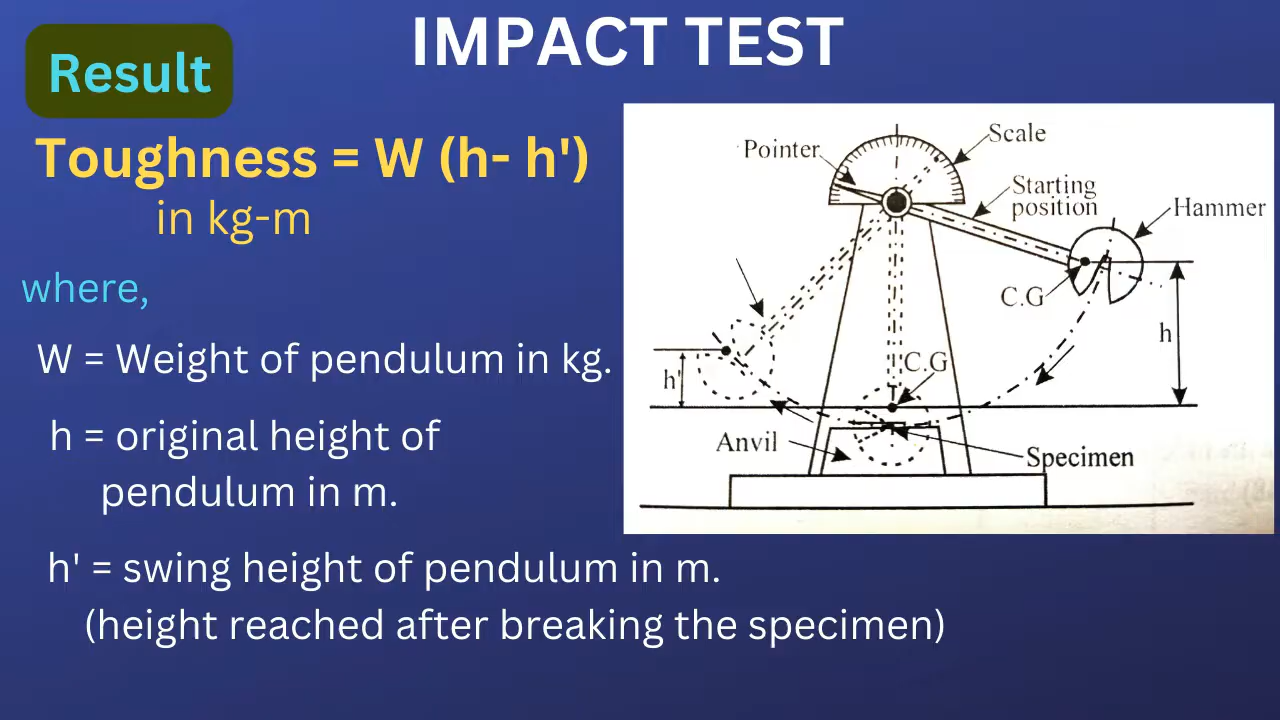 IMPACT TEST
Result
Toughness = W (h- h')
in kg-m
where,
W = Weight of pendulum in kg.
h = original height of
pendulum in m.
h' = swing height of pendulum in m.
(height reached after breaking the specimen)
Pointer
Scale
Starting
position
Hammer
C.G
h
C.G
h'
Anvil
Specimen